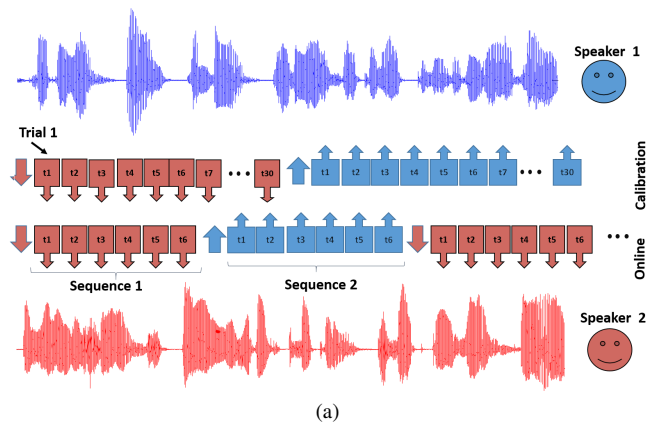 Speaker 1
Trial 1
t1 t2 t3 t4 t5 t6 t7 ••• t30 t1 t2 t3 t4 t5 t6 t7 ••• t30
Calibration
t1 t2 t3 t4 t5 t6 t1 t2 t3 t4 t5 t6 t1 t2 t3 t4 t5 t6 •••
Online
Sequence 1 Sequence 2
Speaker 2
(a)